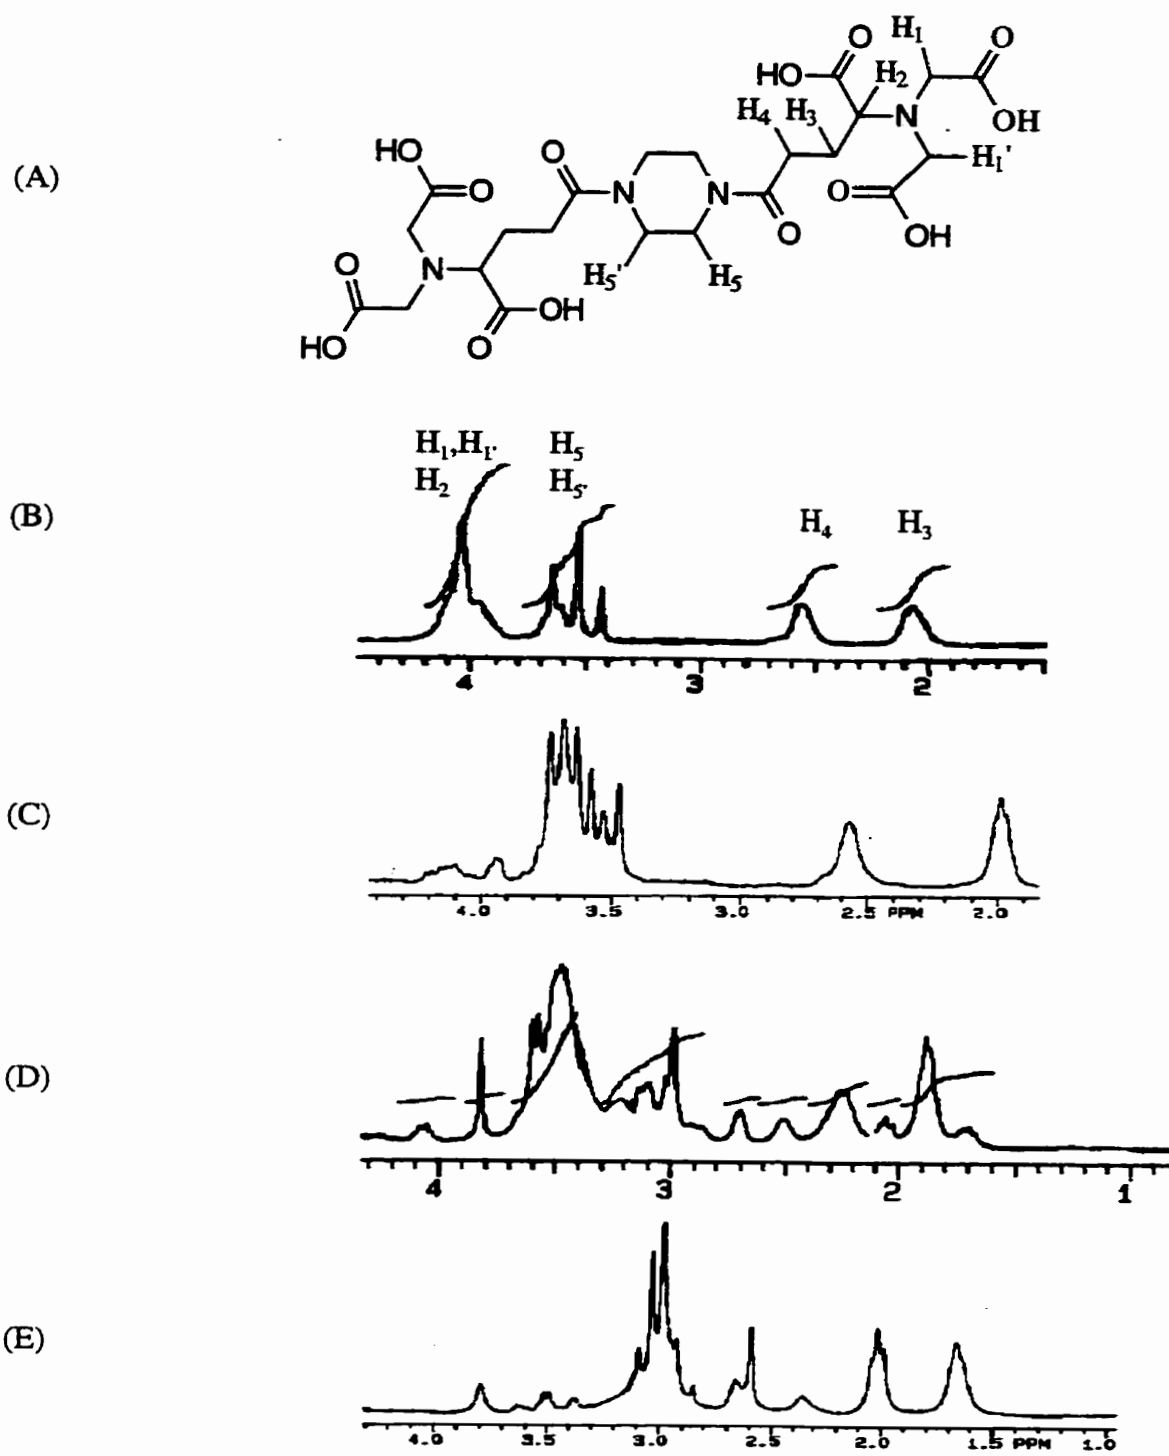 (A)
O H₁ O
HO H₂
H₄ H₃ N OH
HO O H₁'
O O N N O O
OH
N H₅' H₅
O OH
HO O
(B)
H₁,H₁' H₅
H₂ H₅' H₄ H₃
4 3 2
(C)
4.0 3.5 3.0 2.5 PPM 2.0
(D)
4 3 2 1
(E)
4.0 3.5 3.0 2.5 2.0 1.5 PPM 1.0